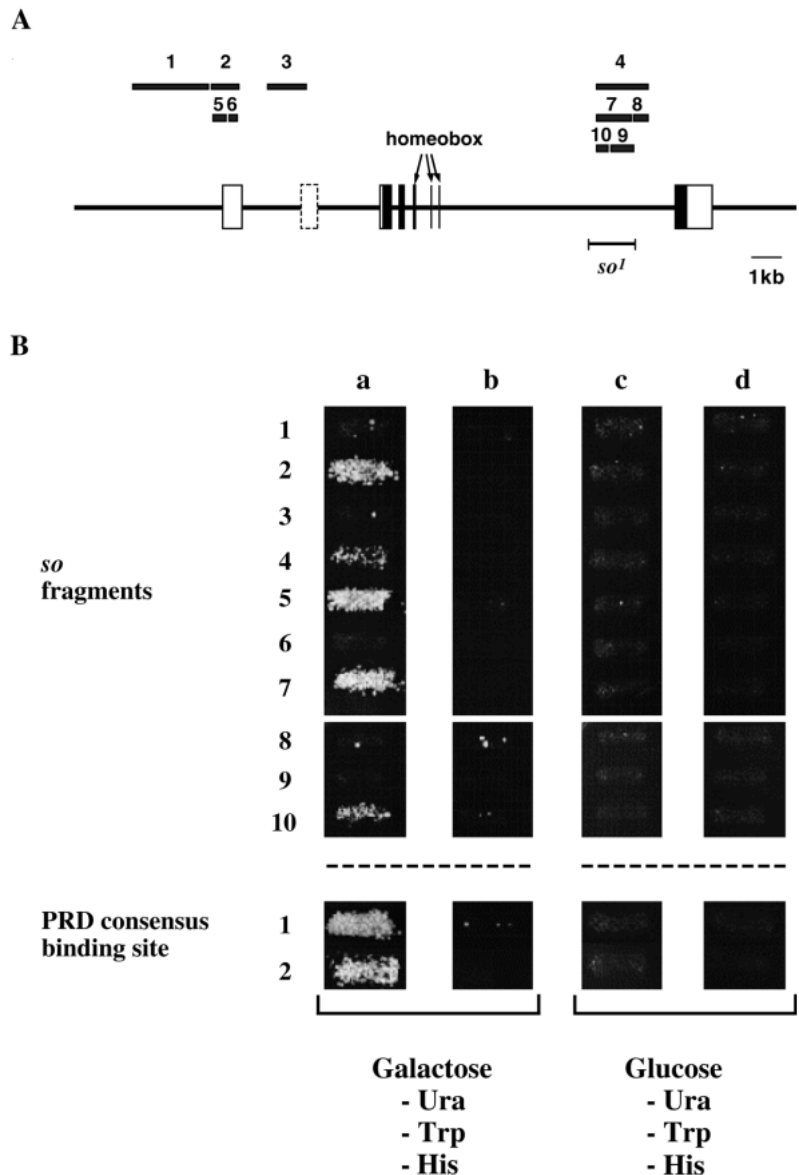 A
1 2 3 4
5 6 7 8
10 9
homeobox
so1
1kb
B
a b c d
1
2
3
so
fragments
4
5
6
7
8
9
10
PRD consensus
binding site
1
2
Galactose Glucose
- Ura - Ura
- Trp - Trp
- His - His